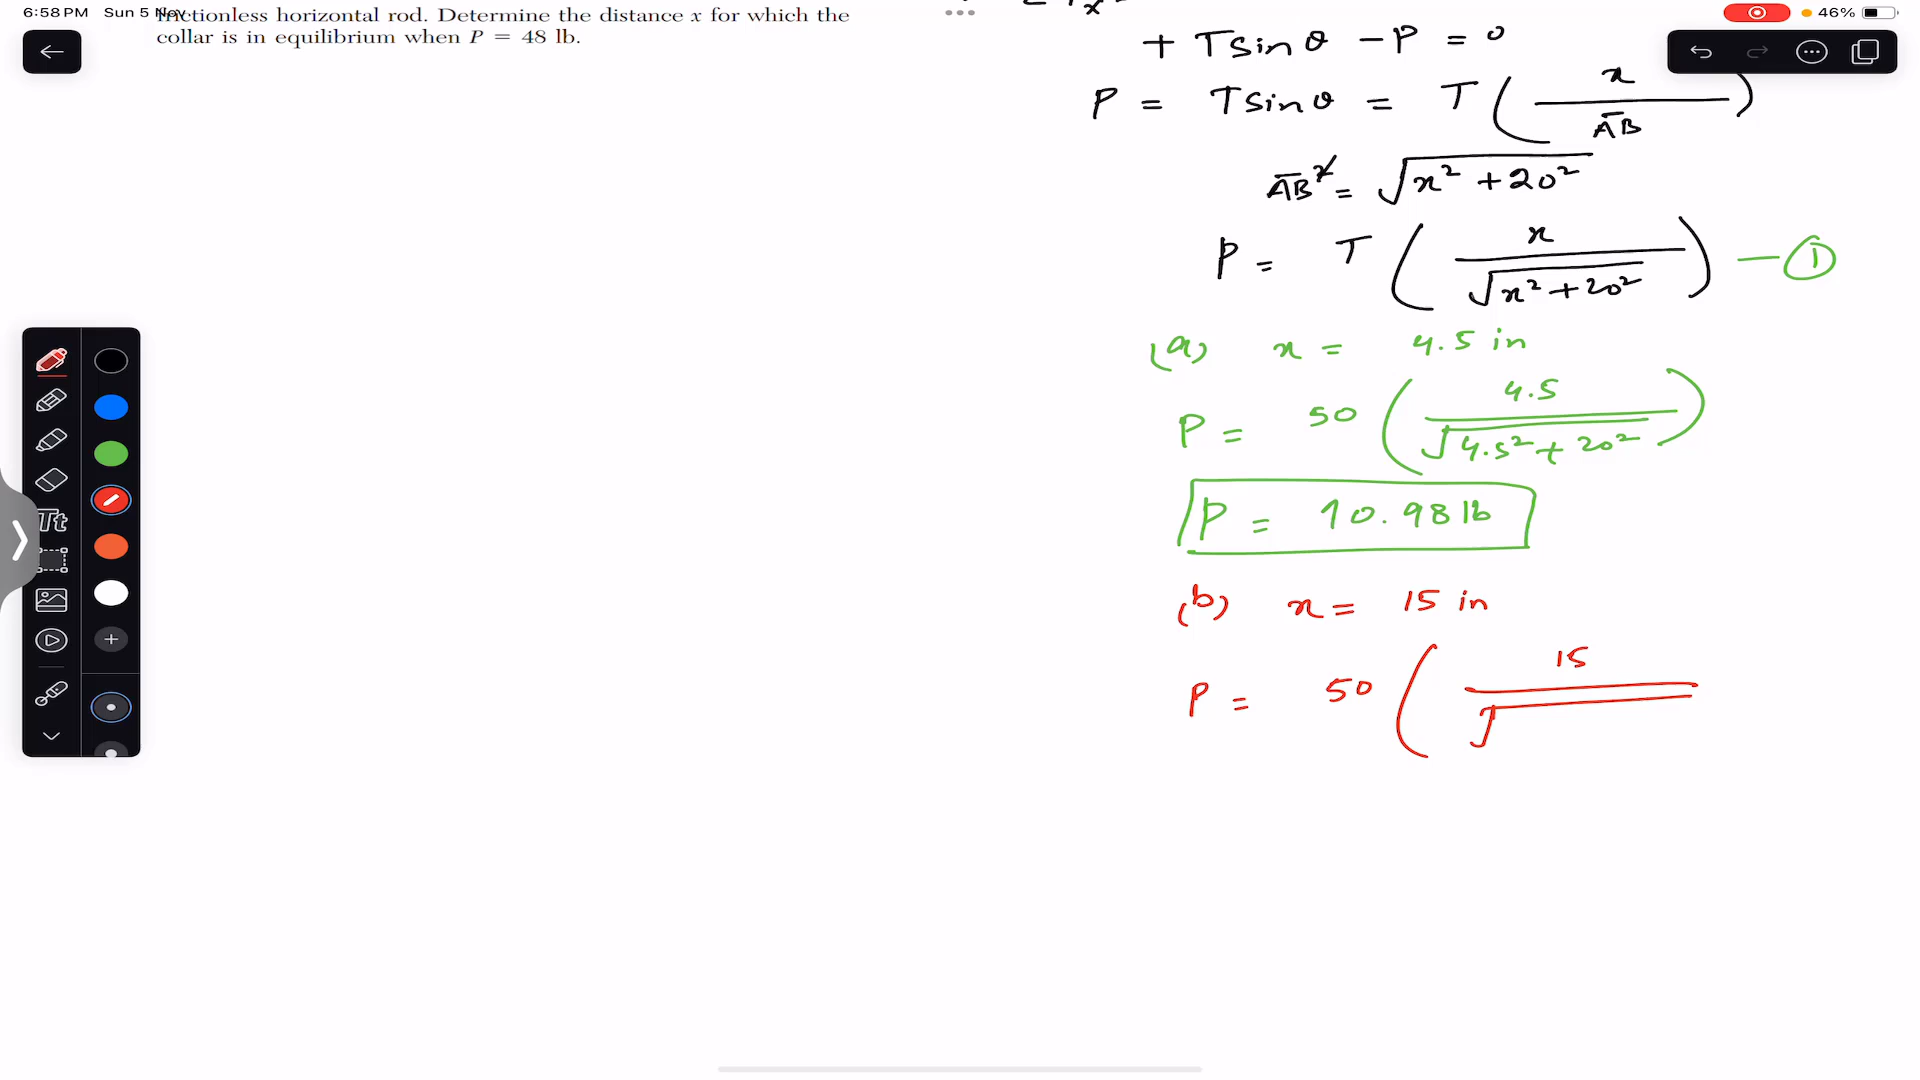 6:58 PM Sun 5 Nov
46%
frictionless horizontal rod. Determine the distance x for which the
collar is in equilibrium when P = 48 lb.
+ T sin θ - P = 0
P = T sin θ = T ( x / AB )
AB² = √x² + 20²
P = T ( x / √x² + 20² ) — ①
(a) x = 4.5 in
P = 50 ( 4.5 / √4.5² + 20² )
P = 10.98 lb
(b) x = 15 in
P = 50 ( 15 / √
Tt